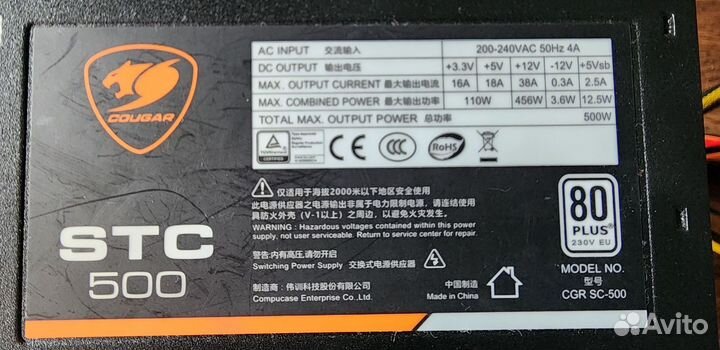 COUGAR
STC
500
AC INPUT 交流输入 200-240VAC 50Hz 4A
DC OUTPUT 输出电压 +3.3V +5V +12V -12V +5Vsb
MAX. OUTPUT CURRENT 最大输出电流 16A 18A 38A 0.3A 2.5A
MAX. COMBINED POWER 最大输出功率 110W 456W 3.6W 12.5W
TOTAL MAX. OUTPUT POWER 总功率 500W
TÜVRheinland
CERTIFIED
CE
CCC
RoHS
仅适用于海拔2000米以下地区安全使用
此电源供应器之电源输出非属于电力限制电源，请连结使用
具防火外壳（V-1以上）之周边，以避免火灾发生。
WARNING : Hazardous voltages contained within this power
supply, not user serviceable. Return to service center for repair.
警告:内有高压,请勿打开
Switching Power Supply 交换式电源供应器
制造商：伟训科技股份有限公司
Compucase Enterprise Co., Ltd.
中国制造
Made in China
80
PLUS
230V EU
MODEL NO.
型号
CGR SC-500
Avito